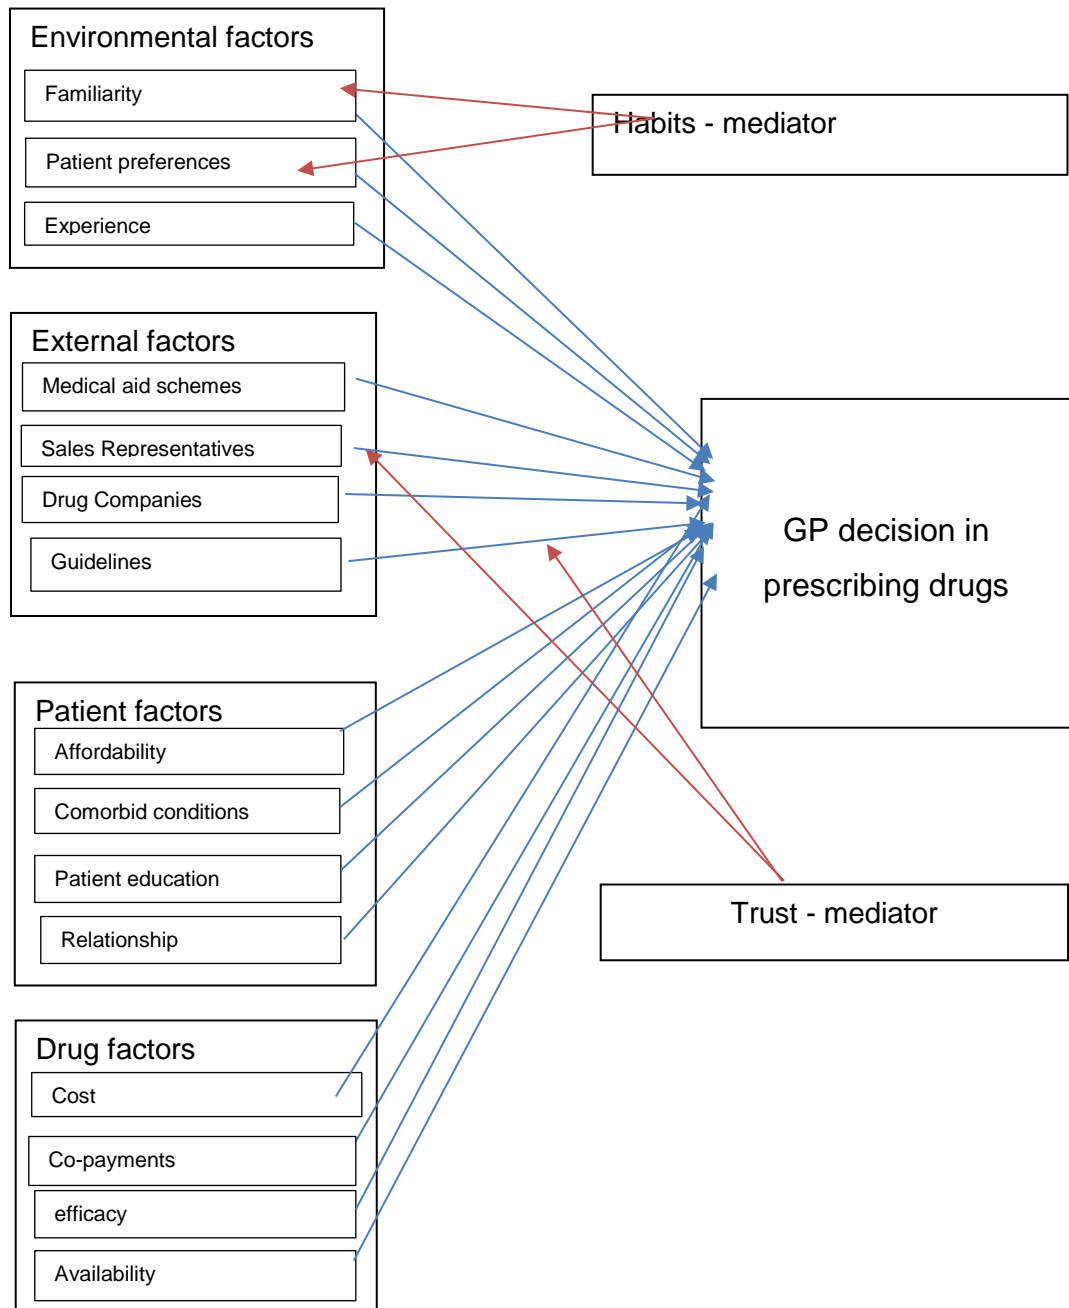 Environmental factors
Familiarity
Patient preferences
Experience
Habits - mediator
External factors
Medical aid schemes
Sales Representatives
Drug Companies
Guidelines
GP decision in
prescribing drugs
Patient factors
Affordability
Comorbid conditions
Patient education
Relationship
Trust - mediator
Drug factors
Cost
Co-payments
efficacy
Availability